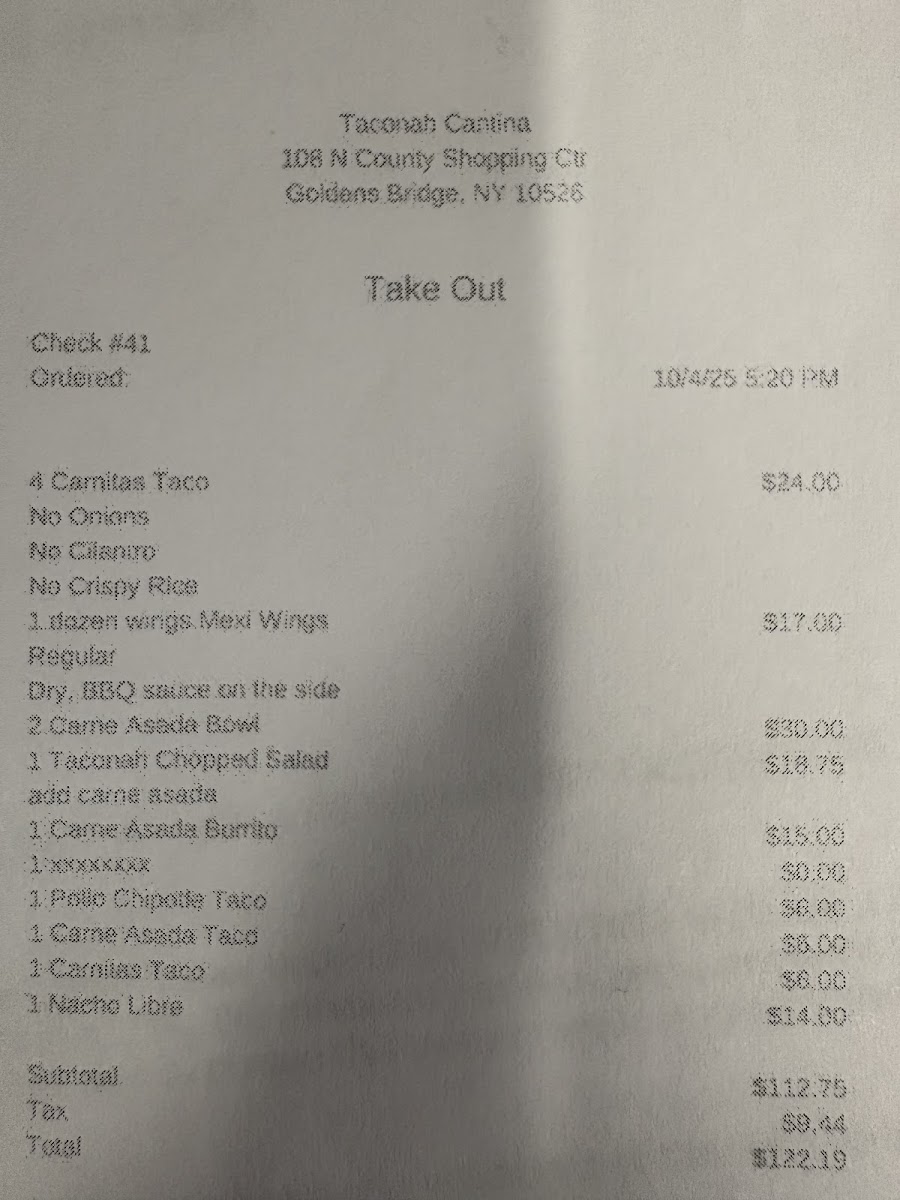 Taconah Cantina
108 N County Shopping Ctr
Goldens Bridge, NY 10526
Take Out
Check #41
Ordered: 10/4/25 5:20 PM
4 Carnitas Taco $24.00
No Onions
No Cilantro
No Crispy Rice
1 dozen wings Mexi Wings $17.00
Regular
Dry, BBQ sauce on the side
2 Carne Asada Bowl $30.00
1 Taconah Chopped Salad $18.75
add carne asada
1 Carne Asada Burrito $15.00
1 xxxxxxxx $0.00
1 Pollo Chipotle Taco $6.00
1 Carne Asada Taco $6.00
1 Carnitas Taco $6.00
1 Nacho Libre $14.00
Subtotal $112.75
Tax $9.44
Total $122.19